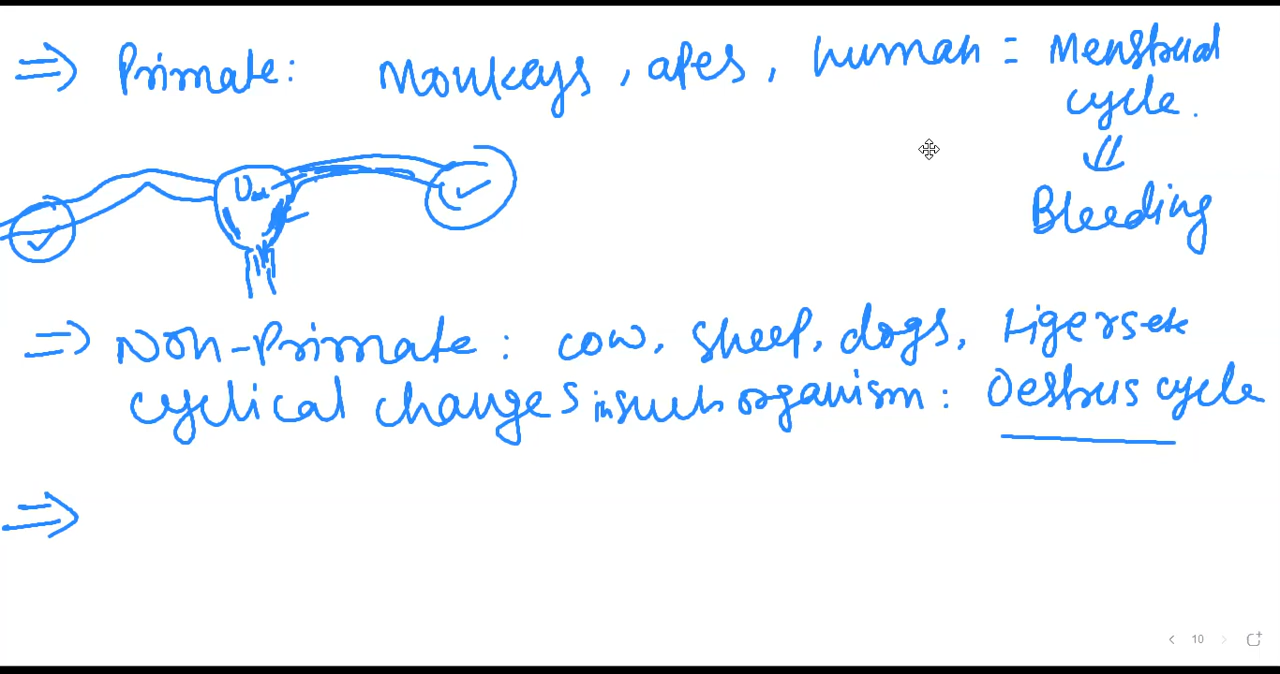 ⇒ Primate: Monkeys, apes, human = Menstrual
cycle.
⇓
Bleeding
⇒ Non-Primate: cow, sheep, dogs, tigers etc
cyclical changes in such organism: Oestrus cycle
⇒
10